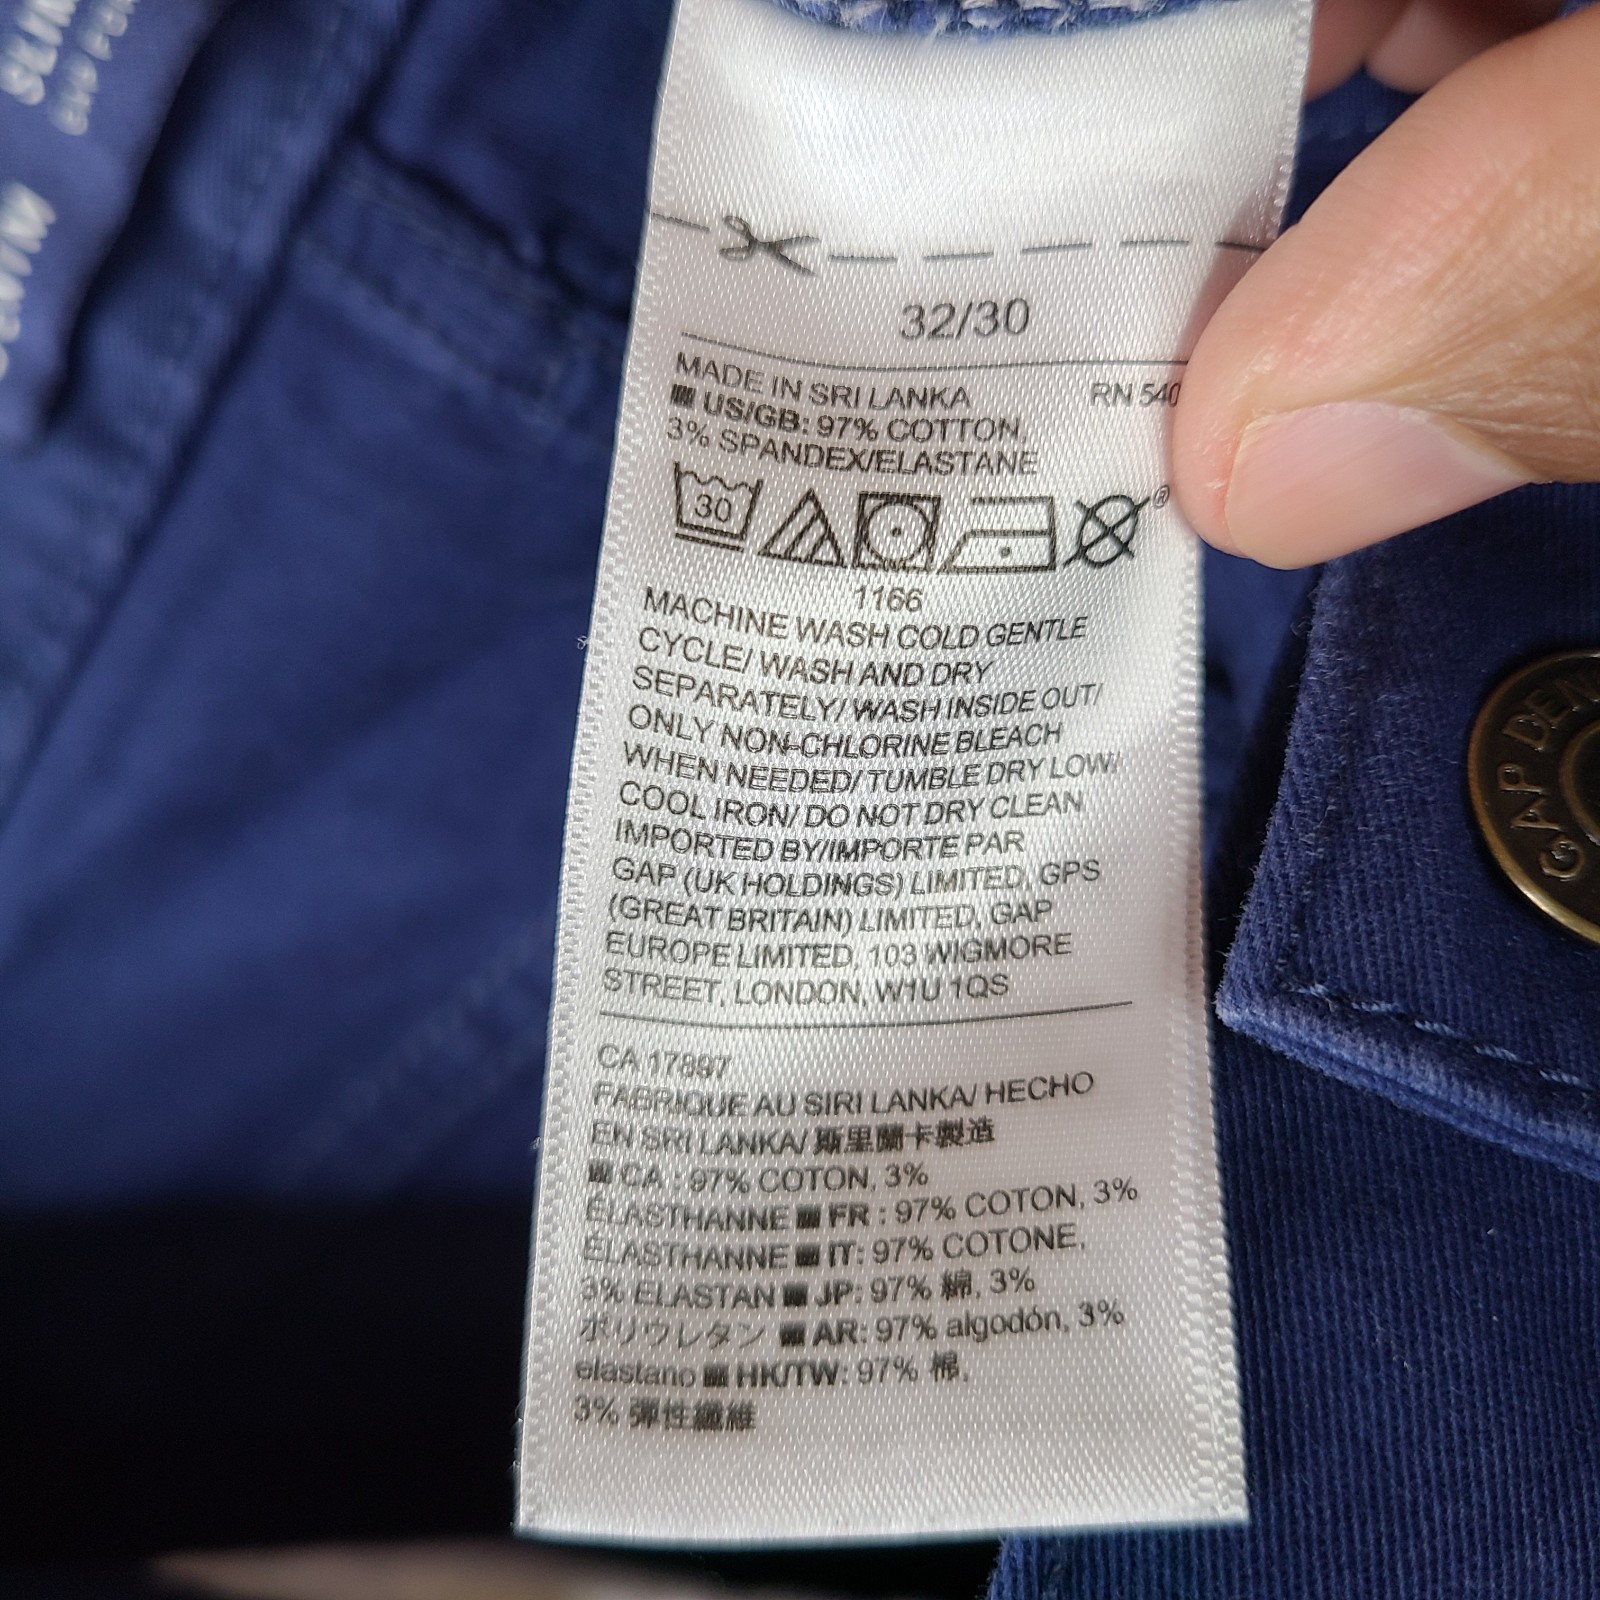 32/30
MADE IN SRI LANKA RN 540
US/GB: 97% COTTON,
3% SPANDEX/ELASTANE
30
®
1166
MACHINE WASH COLD GENTLE
CYCLE/ WASH AND DRY
SEPARATELY/ WASH INSIDE OUT/
ONLY NON-CHLORINE BLEACH
WHEN NEEDED/ TUMBLE DRY LOW/
COOL IRON/ DO NOT DRY CLEAN
IMPORTED BY/IMPORTE PAR
GAP (UK HOLDINGS) LIMITED, GPS
(GREAT BRITAIN) LIMITED, GAP
EUROPE LIMITED, 103 WIGMORE
STREET, LONDON, W1U 1QS
CA 17897
FABRIQUE AU SIRI LANKA/ HECHO
EN SRI LANKA/ 斯里蘭卡製造
CA : 97% COTON, 3%
ÉLASTHANNE FR : 97% COTON, 3%
ÉLASTHANNE IT: 97% COTONE,
3% ELASTAN JP: 97% 綿, 3%
ポリウレタン AR: 97% algodón, 3%
elastano HK/TW: 97% 棉,
3% 彈性纖維
GAP DEN